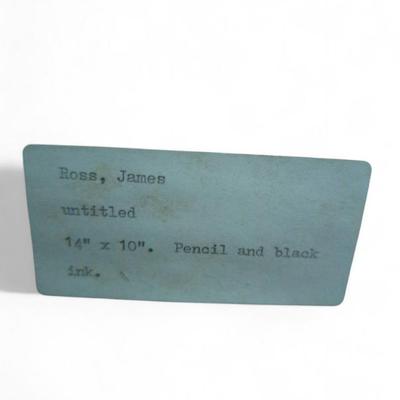 Ross, James
untitled
14" x 10". Pencil and black
ink.